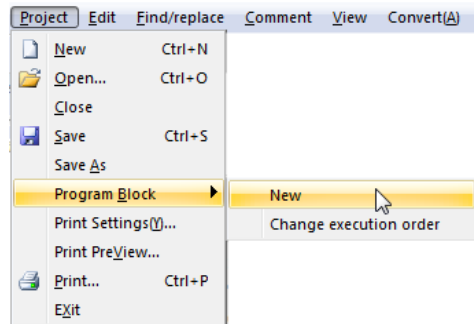 Project Edit Find/replace Comment View Convert(A)
New Ctrl+N
Open... Ctrl+O
Close
Save Ctrl+S
Save As
Program Block New
Print Settings(Y)... Change execution order
Print PreView...
Print... Ctrl+P
EXit